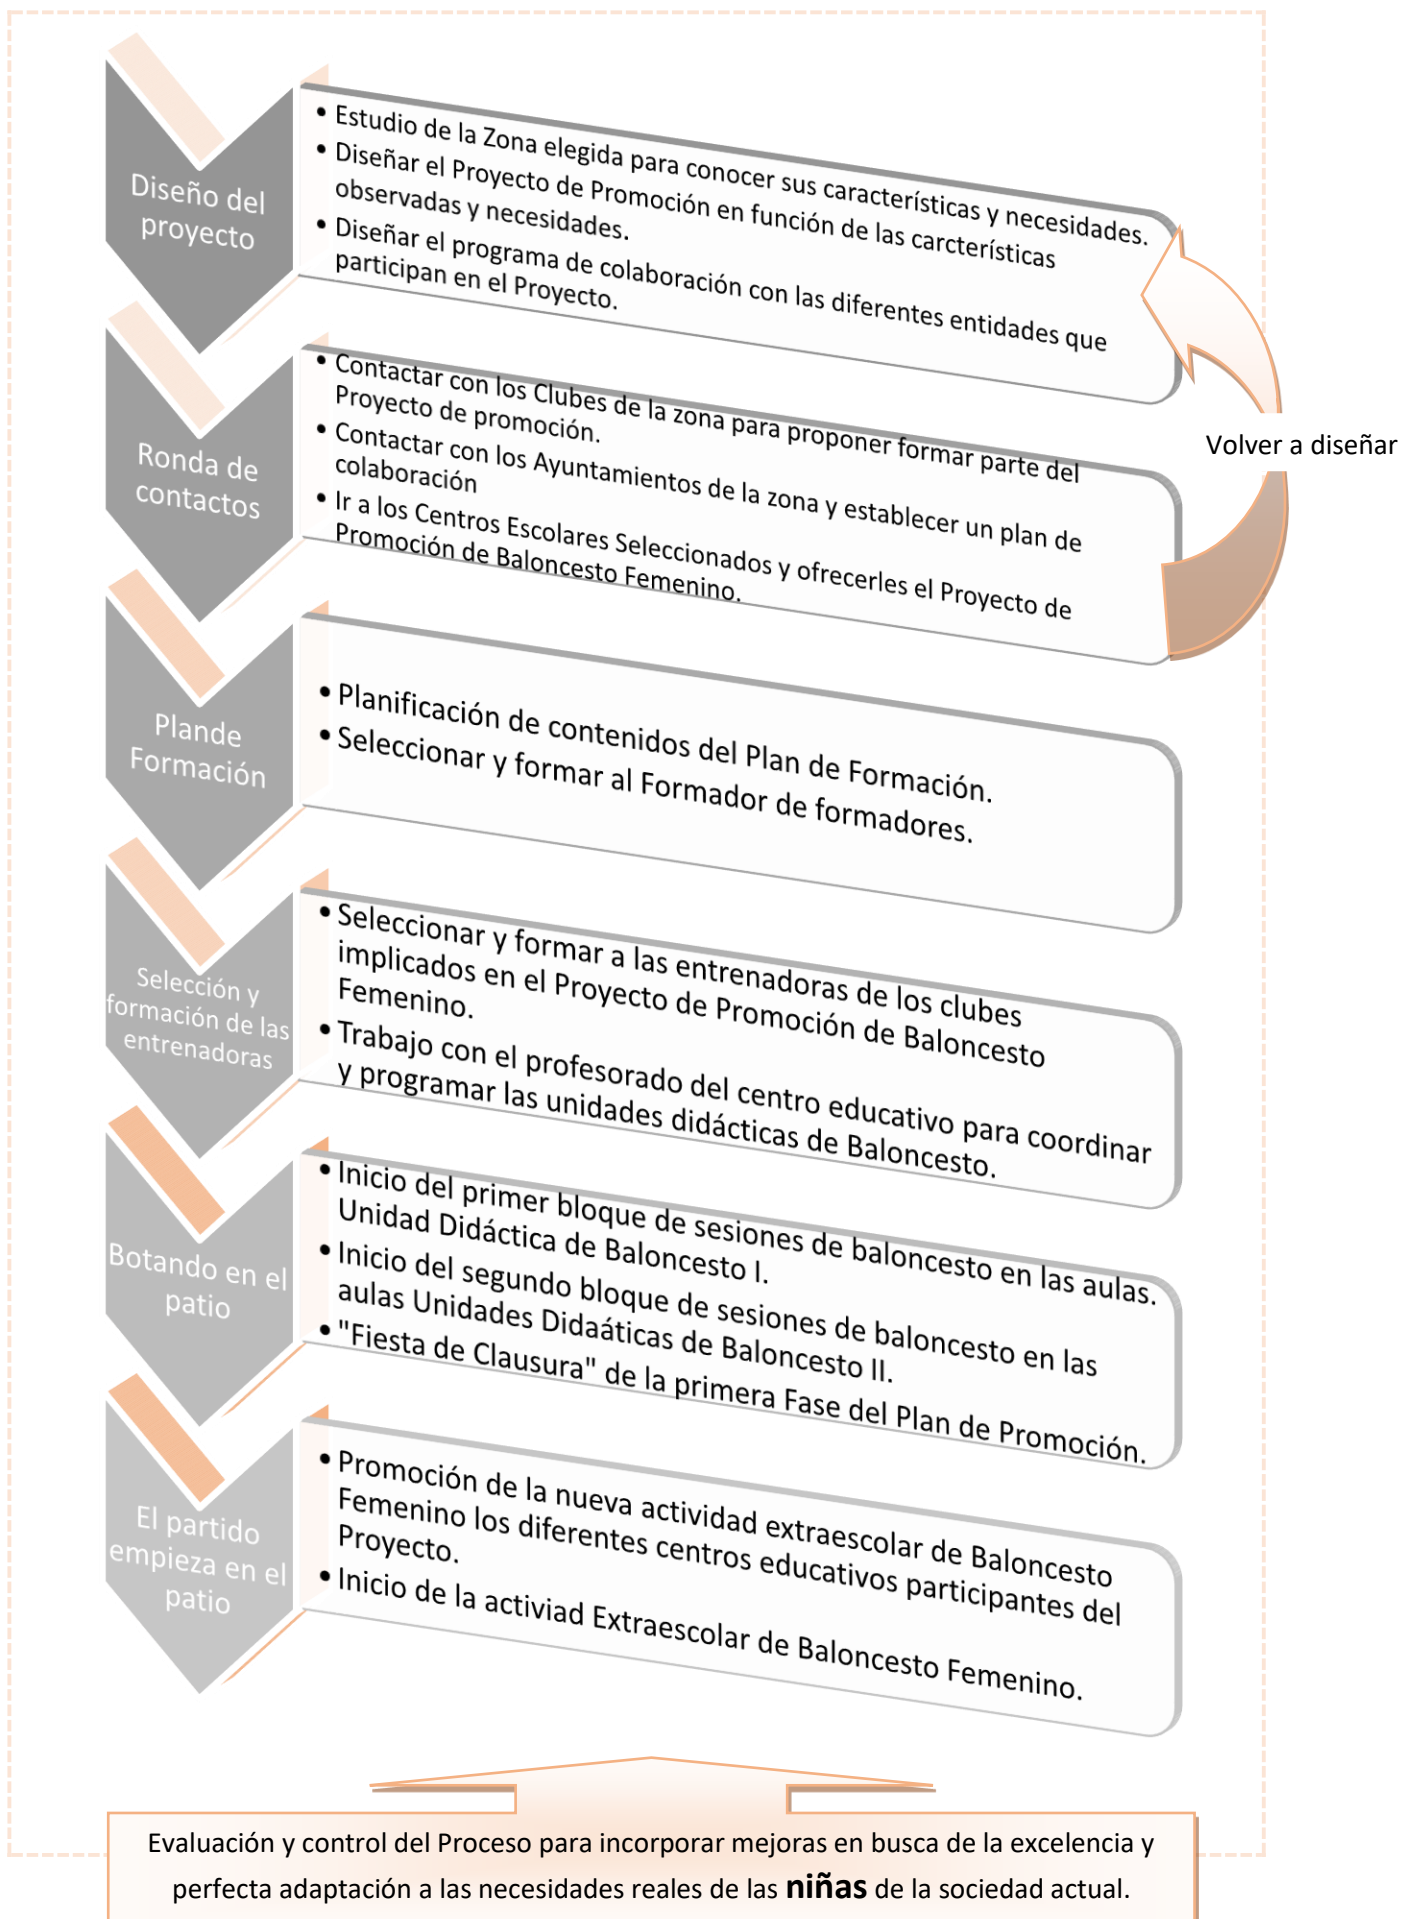 Diseño del
proyecto
• Estudio de la Zona elegida para conocer sus características y necesidades.
• Diseñar el Proyecto de Promoción en función de las carcterísticas
observadas y necesidades.
• Diseñar el programa de colaboración con las diferentes entidades que
participan en el Proyecto.
Volver a diseñar
Ronda de
contactos
• Contactar con los Clubes de la zona para proponer formar parte del
Proyecto de promoción.
• Contactar con los Ayuntamientos de la zona y establecer un plan de
colaboración
• Ir a los Centros Escolares Seleccionados y ofrecerles el Proyecto de
Promoción de Baloncesto Femenino.
Plande
Formación
• Planificación de contenidos del Plan de Formación.
• Seleccionar y formar al Formador de formadores.
Selección y
formación de las
entrenadoras
• Seleccionar y formar a las entrenadoras de los clubes
implicados en el Proyecto de Promoción de Baloncesto
Femenino.
• Trabajo con el profesorado del centro educativo para coordinar
y programar las unidades didácticas de Baloncesto.
Botando en el
patio
• Inicio del primer bloque de sesiones de baloncesto en las aulas.
Unidad Didáctica de Baloncesto I.
• Inicio del segundo bloque de sesiones de baloncesto en las
aulas Unidades Didaáticas de Baloncesto II.
• "Fiesta de Clausura" de la primera Fase del Plan de Promoción.
El partido
empieza en el
patio
• Promoción de la nueva actividad extraescolar de Baloncesto
Femenino los diferentes centros educativos participantes del
Proyecto.
• Inicio de la activiad Extraescolar de Baloncesto Femenino.
Evaluación y control del Proceso para incorporar mejoras en busca de la excelencia y
perfecta adaptación a las necesidades reales de las niñas de la sociedad actual.